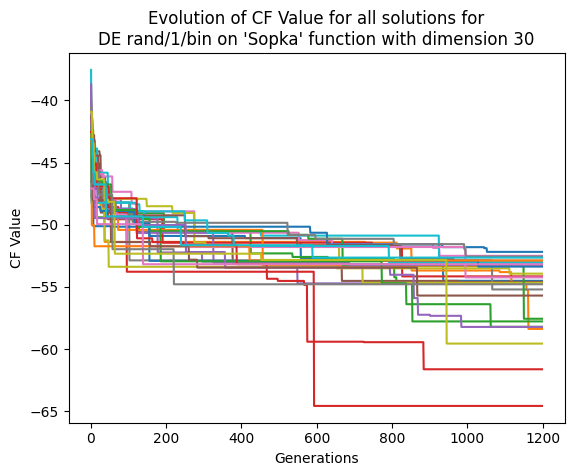 Evolution of CF Value for all solutions for
DE rand/1/bin on 'Sopka' function with dimension 30
CF Value
−40
−45
−50
−55
−60
−65
0 200 400 600 800 1000 1200
Generations